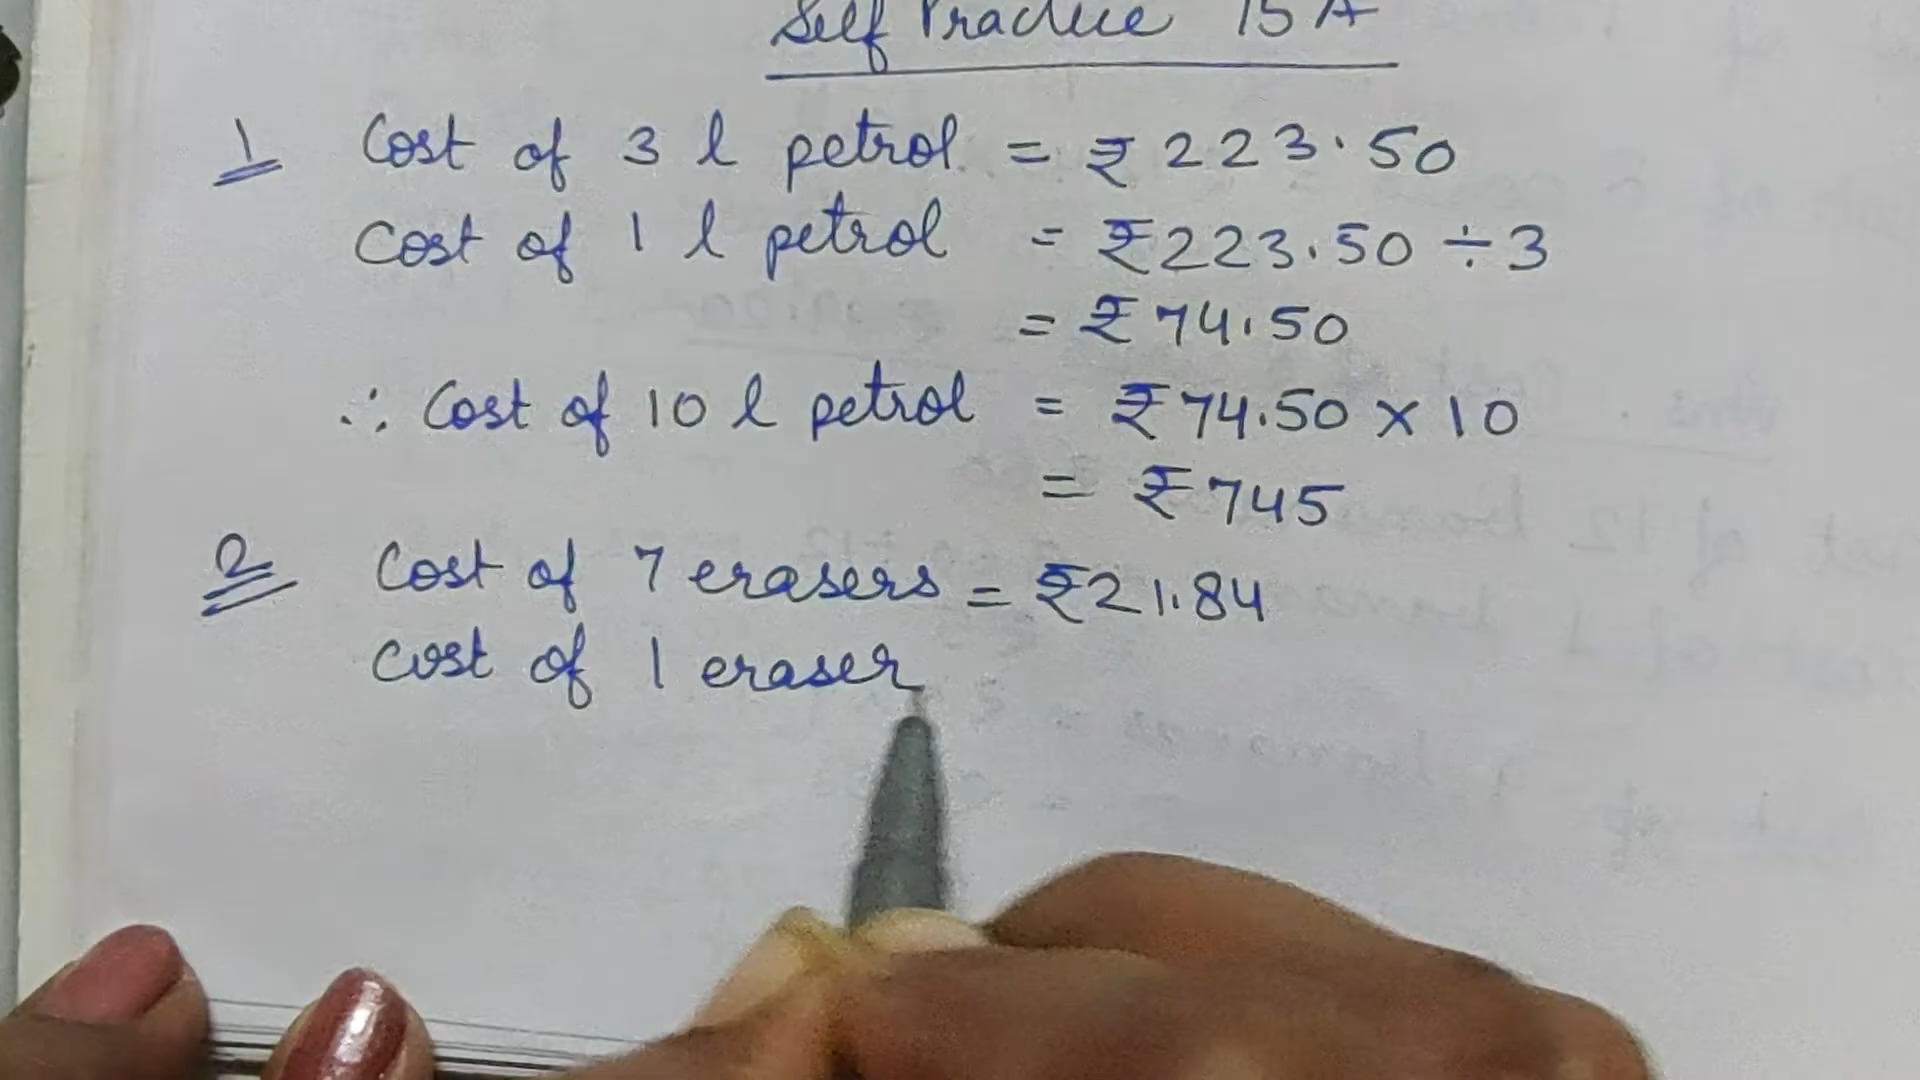 Self Practice 15A
1 Cost of 3 l petrol = ₹ 223.50
Cost of 1 l petrol = ₹223.50 ÷ 3
= ₹ 74.50
∴ Cost of 10 l petrol = ₹74.50 × 10
= ₹745
2 Cost of 7 erasers = ₹21.84
Cost of 1 eraser